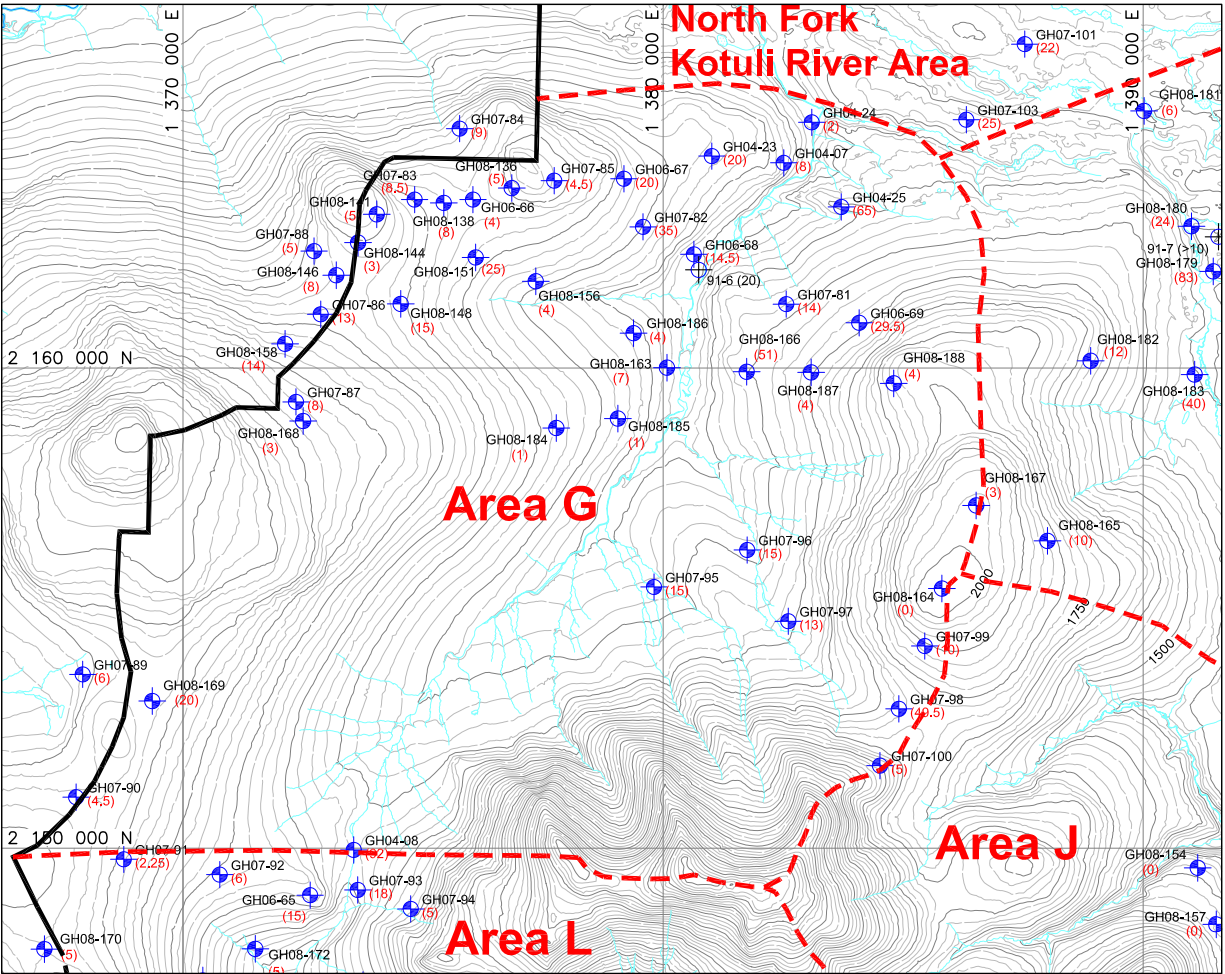 1 370 000 E
1 380 000 E
1 390 000 E
North Fork
Kotuli River Area
GH07-101
(22)
GH08-181
(6)
GH07-103
(25)
GH04-24
(2)
GH07-84
(9)
GH04-23
(20)
GH04-07
(8)
GH08-136
(5)
GH07-85
(4.5)
GH06-67
(20)
GH07-83
(8.5)
GH06-66
(4)
GH08-138
(8)
(5)
GH04-25
(65)
GH07-82
(35)
GH08-180
(24)
91-7 (>10)
GH08-179
(83)
GH07-88
(5)
GH08-144
(3)
GH08-146
(8)
GH08-151
(25)
GH06-68
(14.5)
91-6 (20)
GH08-156
(4)
GH07-86
(13)
GH08-148
(15)
GH07-81
(14)
GH06-69
(29.5)
GH08-186
(4)
GH08-158
(14)
2 160 000 N
GH08-163
(7)
GH08-166
(51)
GH08-187
(4)
GH08-188
(4)
GH08-182
(12)
GH08-183
(40)
GH07-87
(8)
GH08-168
(3)
GH08-184
(1)
GH08-185
(1)
Area G
GH08-167
(3)
GH08-165
(10)
GH07-96
(15)
GH07-95
(15)
GH08-164
(0)
2000
1750
1500
GH07-97
(13)
GH07-99
(10)
GH07-89
(6)
GH08-169
(20)
GH07-98
(49.5)
GH07-100
(5)
GH07-90
(4.5)
2 150 000 N
GH07-91
(2.25)
GH04-08
GH07-92
(6)
GH07-93
(18)
GH06-65
(15)
GH07-94
(5)
Area J
GH08-154
(0)
GH08-157
(0)
GH08-170
Area L
GH08-172
(5)